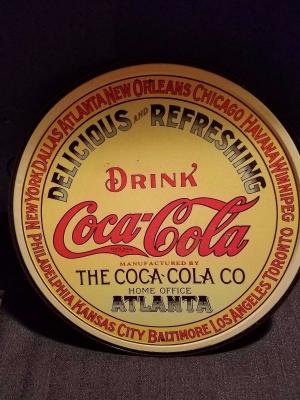 PHILADELPHIA NEW YORK DALLAS ATLANTA NEW ORLEANS CHICAGO HAVANA WINNIPEG
DELICIOUS AND REFRESHING
DRINK
Coca-Cola
MANUFACTURED BY
THE COCA-COLA CO
HOME OFFICE
ATLANTA
KANSAS CITY BALTIMORE LOS ANGELES TORONTO